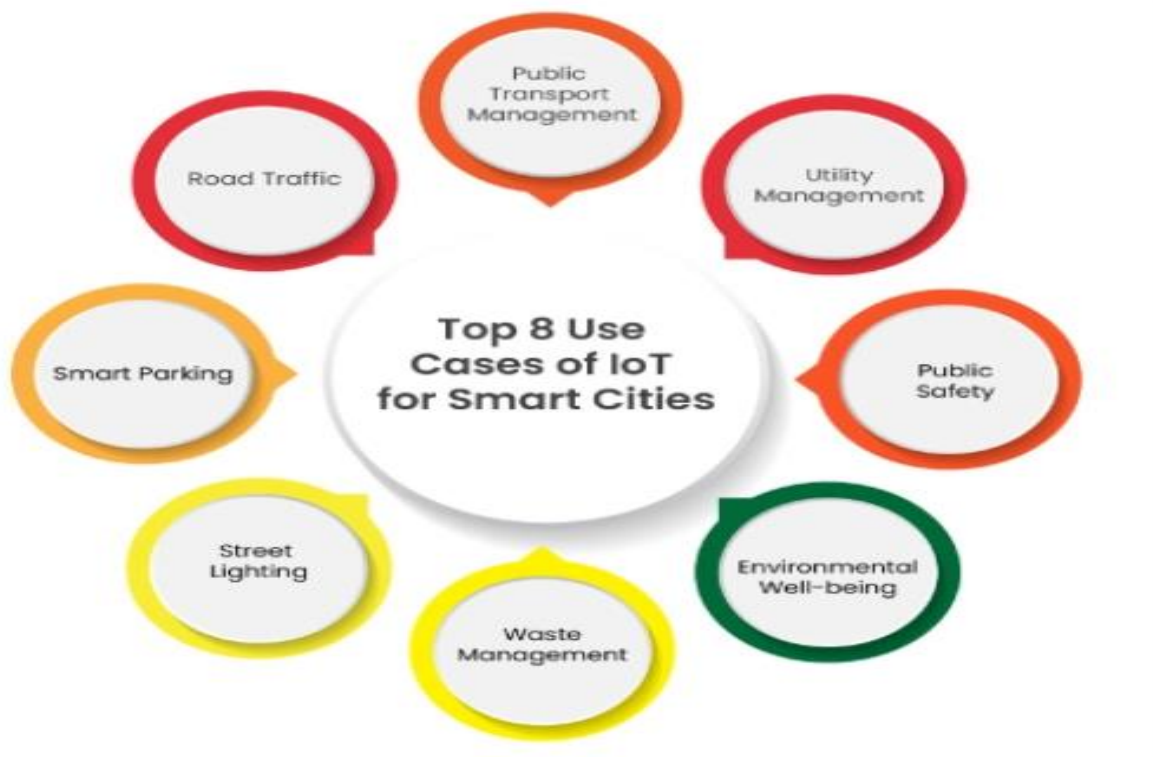 Public
Transport
Management
Road Traffic
Utility
Management
Top 8 Use
Cases of IoT
for Smart Cities
Smart Parking
Public
Safety
Street
Lighting
Environmental
Well-being
Waste
Management